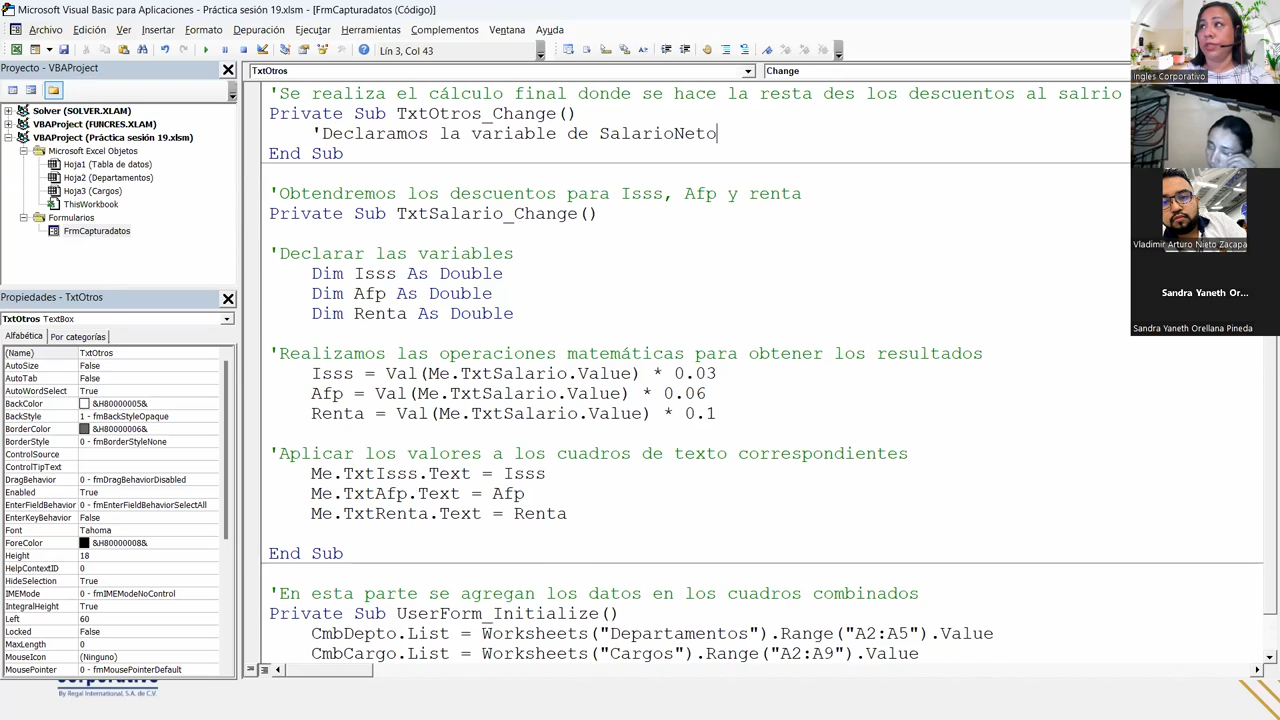 Microsoft Visual Basic para Aplicaciones - Práctica sesión 19.xlsm - [FrmCapturadatos (Código)]
Archivo Edición Ver Insertar Formato Depuración Ejecutar Herramientas Complementos Ventana Ayuda
Lín 3, Col 43
Proyecto - VBAProject
Solver (SOLVER.XLAM)
VBAProject (FUNCRES.XLAM)
VBAProject (Práctica sesión 19.xlsm)
Microsoft Excel Objetos
Hoja1 (Tabla de datos)
Hoja2 (Departamentos)
Hoja3 (Cargos)
ThisWorkbook
Formularios
FrmCapturadatos
Propiedades - TxtOtros
TxtOtros TextBox
Alfabética Por categorías
(Name) TxtOtros
AutoSize False
AutoTab False
AutoWordSelect True
BackColor &H80000005&
BackStyle 1 - fmBackStyleOpaque
BorderColor &H80000006&
BorderStyle 0 - fmBorderStyleNone
ControlSource
ControlTipText
DragBehavior 0 - fmDragBehaviorDisabled
Enabled True
EnterFieldBehavior 0 - fmEnterFieldBehaviorSelectAll
EnterKeyBehavior False
Font Tahoma
ForeColor &H80000008&
Height 18
HelpContextID 0
HideSelection True
IMEMode 0 - fmIMEModeNoControl
IntegralHeight True
Left 60
Locked False
MaxLength 0
MouseIcon (Ninguno)
MousePointer 0 - fmMousePointerDefault
TxtOtros Change
'Se realiza el cálculo final donde se hace la resta des los descuentos al salrio
Private Sub TxtOtros_Change()
'Declaramos la variable de SalarioNeto
End Sub
'Obtendremos los descuentos para Isss, Afp y renta
Private Sub TxtSalario_Change()
'Declarar las variables
Dim Isss As Double
Dim Afp As Double
Dim Renta As Double
'Realizamos las operaciones matemáticas para obtener los resultados
Isss = Val(Me.TxtSalario.Value) * 0.03
Afp = Val(Me.TxtSalario.Value) * 0.06
Renta = Val(Me.TxtSalario.Value) * 0.1
'Aplicar los valores a los cuadros de texto correspondientes
Me.TxtIsss.Text = Isss
Me.TxtAfp.Text = Afp
Me.TxtRenta.Text = Renta
End Sub
'En esta parte se agregan los datos en los cuadros combinados
Private Sub UserForm_Initialize()
CmbDepto.List = Worksheets("Departamentos").Range("A2:A5").Value
CmbCargo.List = Worksheets("Cargos").Range("A2:A9").Value
Ingles Corporativo
Vladimir Arturo Nieto Zacapa
Sandra Yaneth Or...
Sandra Yaneth Orellana Pineda
By Regal International, S.A. de C.V.